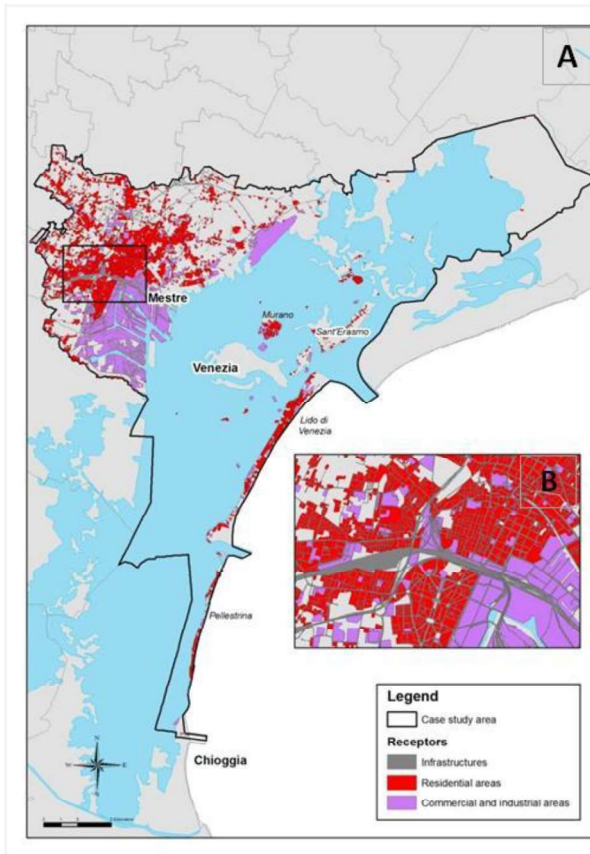 A
Mestre
Murano
Sant'Erasmo
Venezia
Lido di
Venezia
B
Pellestrina
Legend
Case study area
Receptors
Infrastructures
Residential areas
Commercial and industrial areas
Chioggia
N
W
E